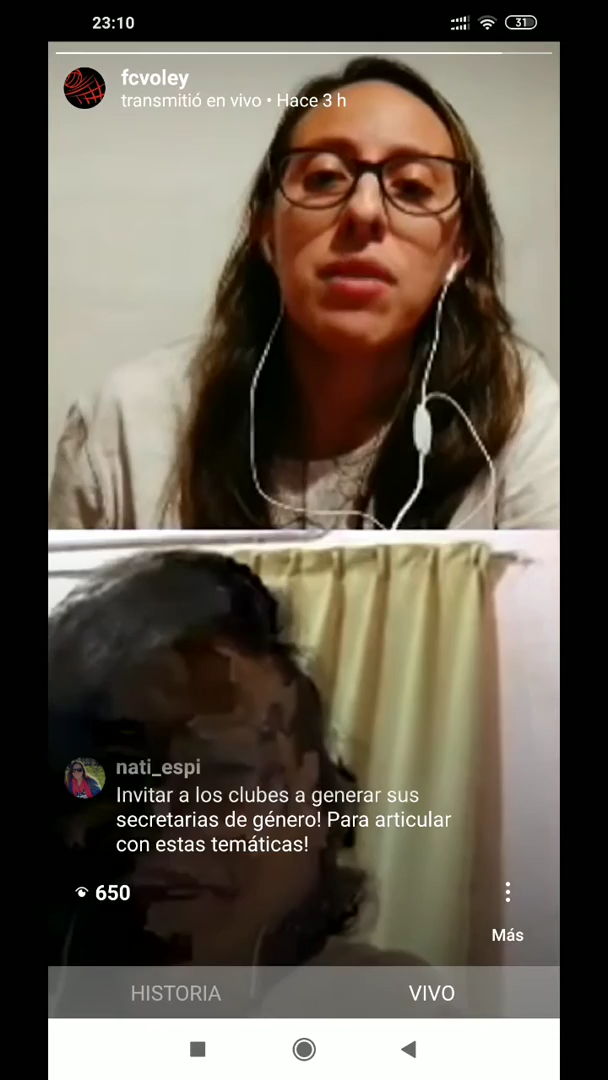 23:10
31
fcvoley
transmitió en vivo • Hace 3 h
nati_espi
Invitar a los clubes a generar sus
secretarias de género! Para articular
con estas temáticas!
650
Más
HISTORIA
VIVO